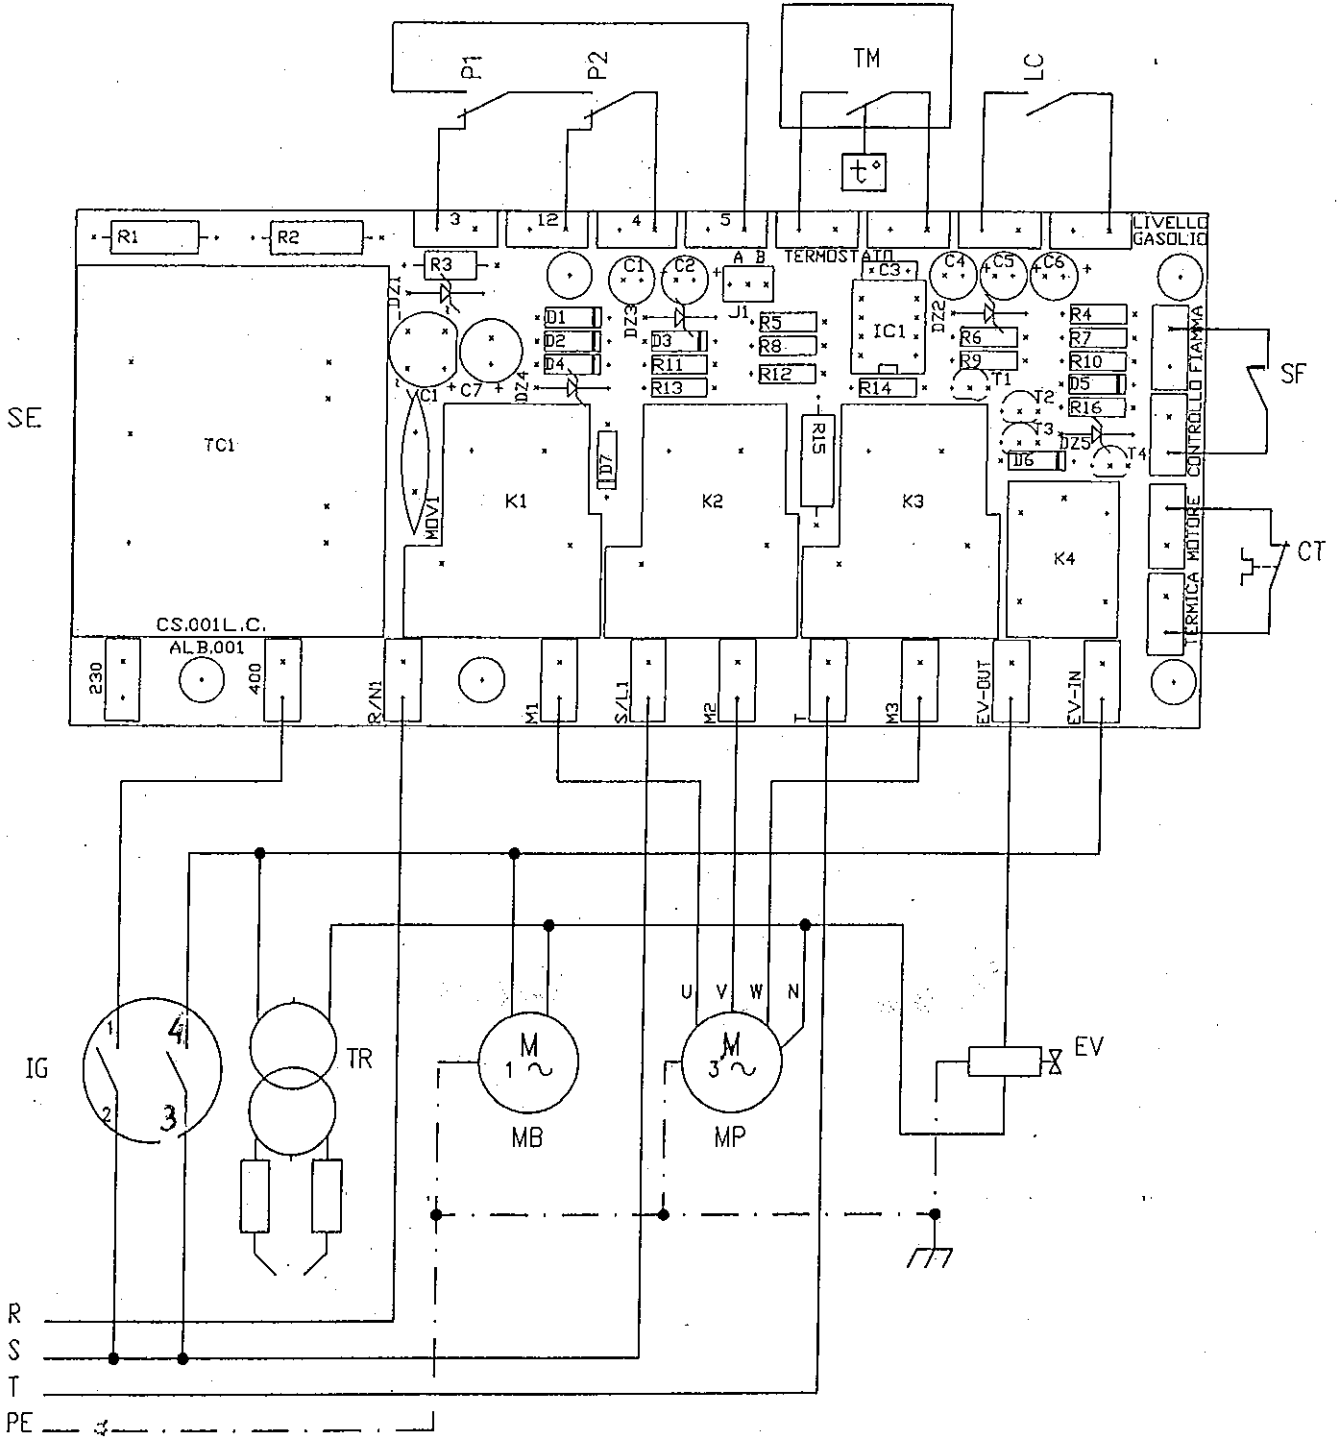 P1
P2
TM
LC
t°
3
12
4
5
TERMOSTATO
LIVELLO
GASOLIO
R1
R2
R3
C1
C2
A B
J1
C3
C4
C5
C6
DZ1
D1
D2
D4
DZ3
D3
R11
R13
R5
R8
R12
IC1
R14
DZ2
R6
R9
T1
R4
R7
R10
D5
R16
T2
T3
DZ5
T4
D6
C7
DZ4
SE
TC1
MOV1
K1
D7
K2
R15
K3
K4
CONTROLLO FIAMMA
TERMICA MOTORE
SF
CT
CS.001L.C.
ALB.001
230
400
R/N1
M1
S/L1
M2
T
M3
EV-OUT
EV-IN
U
V
W
N
IG
1
4
2
3
TR
M
1 ~
MB
M
3 ~
MP
EV
R
S
T
PE